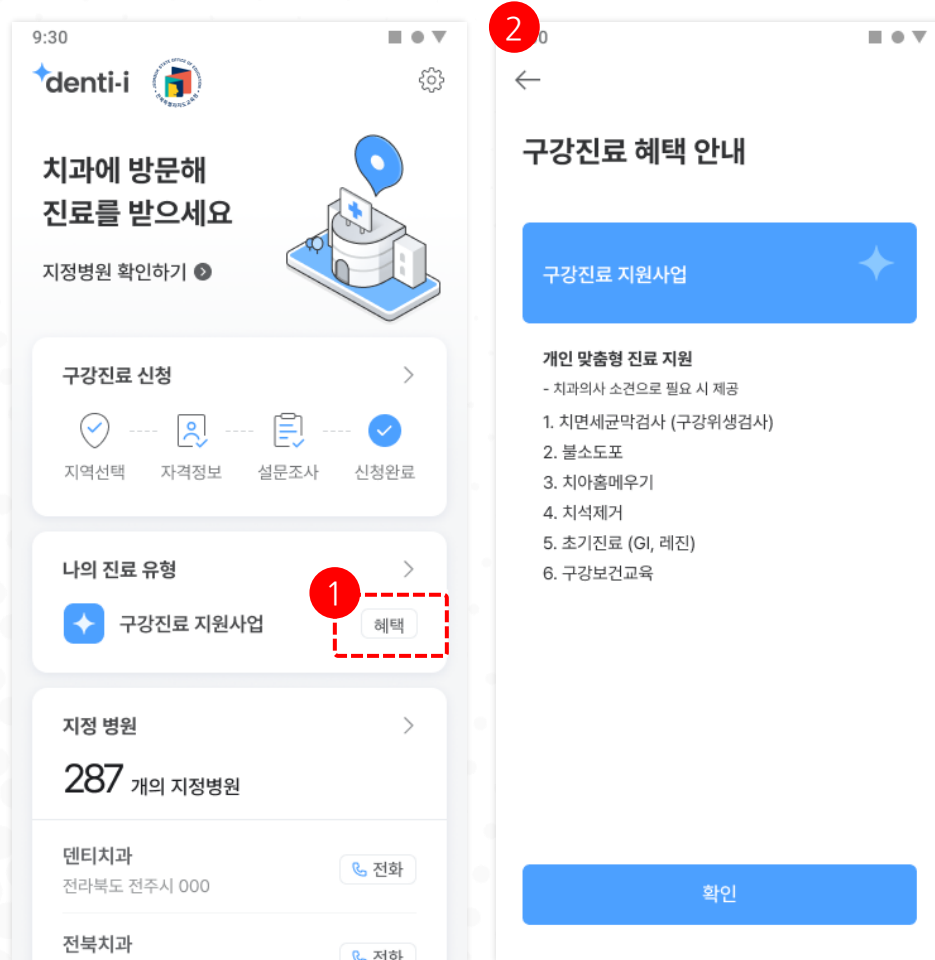 9:30
denti-i
치과에 방문해
진료를 받으세요
지정병원 확인하기
구강진료 신청
지역선택
자격정보
설문조사
신청완료
나의 진료 유형
1
구강진료 지원사업
혜택
지정 병원
287 개의 지정병원
덴티치과
전라북도 전주시 000
전화
전북치과
전화
2
0
구강진료 혜택 안내
구강진료 지원사업
개인 맞춤형 진료 지원
- 치과의사 소견으로 필요 시 제공
1. 치면세균막검사 (구강위생검사)
2. 불소도포
3. 치아홈메우기
4. 치석제거
5. 초기진료 (GI, 레진)
6. 구강보건교육
확인